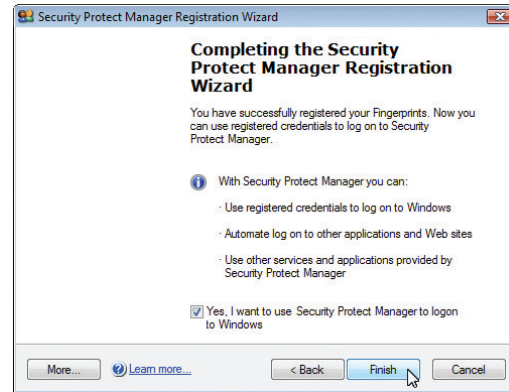 Security Protect Manager Registration Wizard
Completing the Security
Protect Manager Registration
Wizard
You have successfully registered your Fingerprints. Now you
can use registered credentials to log on to Security
Protect Manager.
With Security Protect Manager you can:
· Use registered credentials to log on to Windows
· Automate log on to other applications and Web sites
· Use other services and applications provided by
Security Protect Manager
Yes, I want to use Security Protect Manager to logon
to Windows
More... Learn more... < Back Finish Cancel